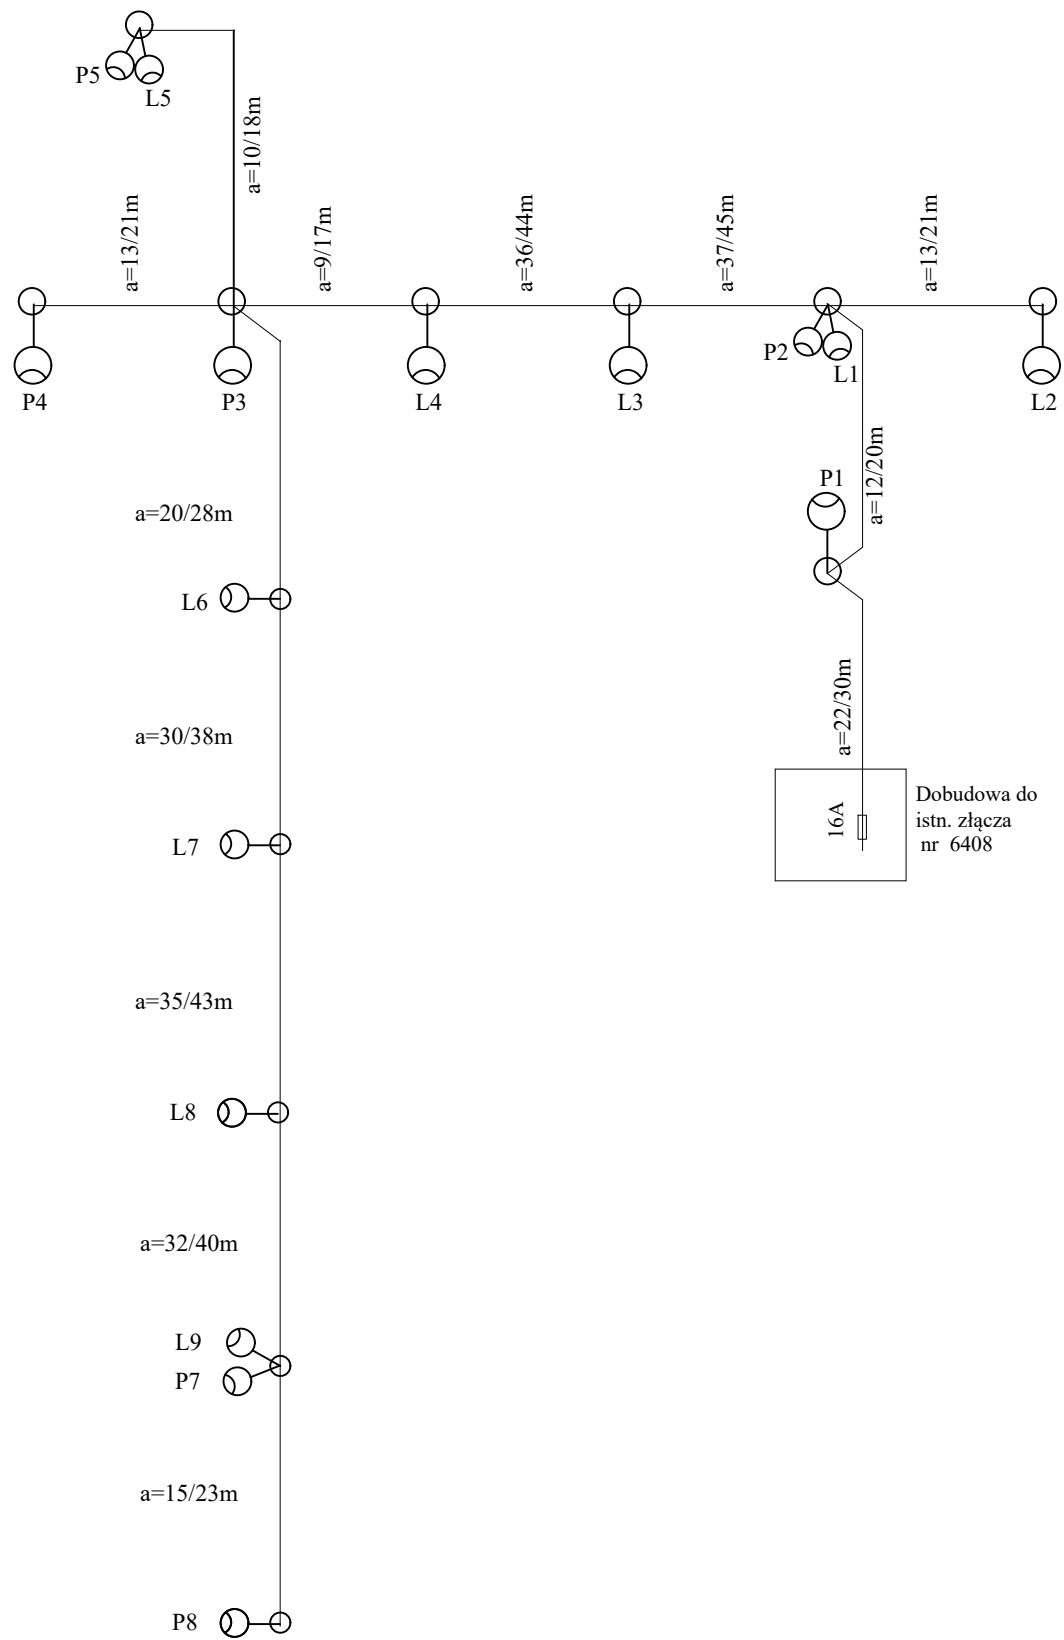 P5
L5
a=10/18m
a=13/21m
a=9/17m
a=36/44m
a=37/45m
a=13/21m
P4
P3
L4
L3
P2
L1
L2
a=12/20m
P1
a=20/28m
L6
a=22/30m
a=30/38m
16A
Dobudowa do
istn. złącza
nr 6408
L7
a=35/43m
L8
a=32/40m
L9
P7
a=15/23m
P8